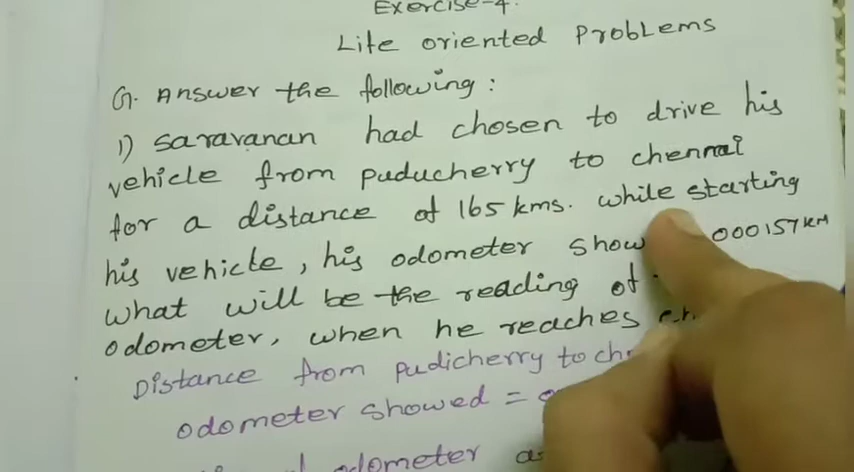 Exercise-4.
Life oriented Problems
G. Answer the following:
1) Saravanan had chosen to drive his
vehicle from puducherry to chennai
for a distance of 165 kms. while starting
his vehicle, his odometer show 000157 KM
what will be the reading of
odometer, when he reaches
Distance from pudicherry to
odometer showed =
odometer